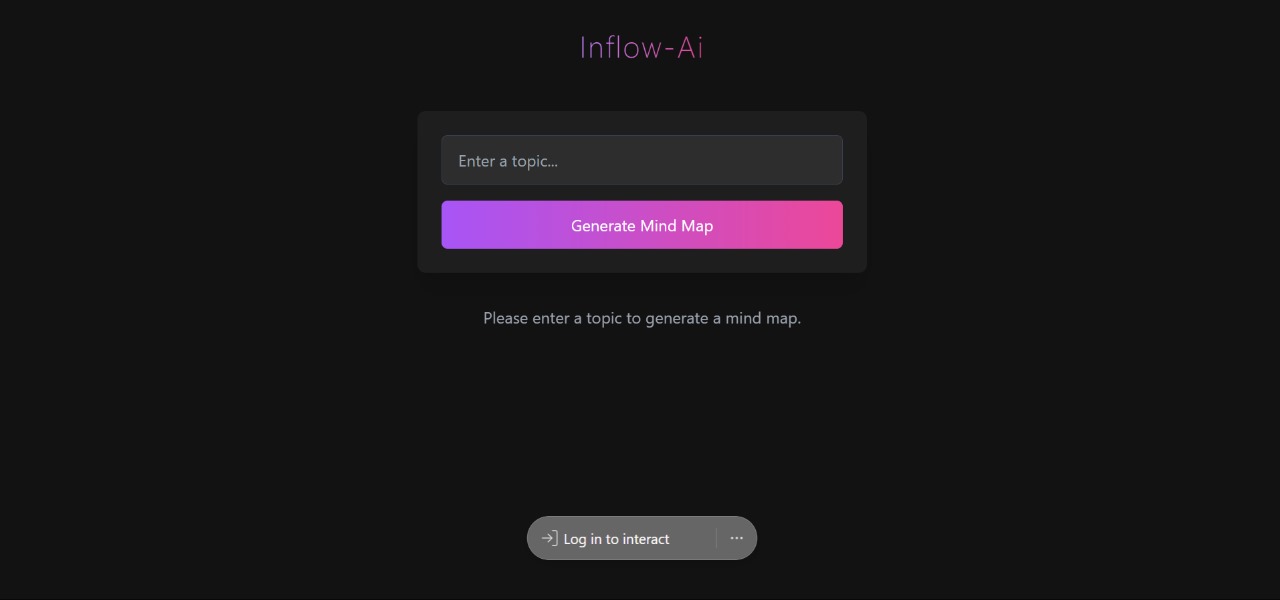 Inflow-Ai
Enter a topic...
Generate Mind Map
Please enter a topic to generate a mind map.
Log in to interact